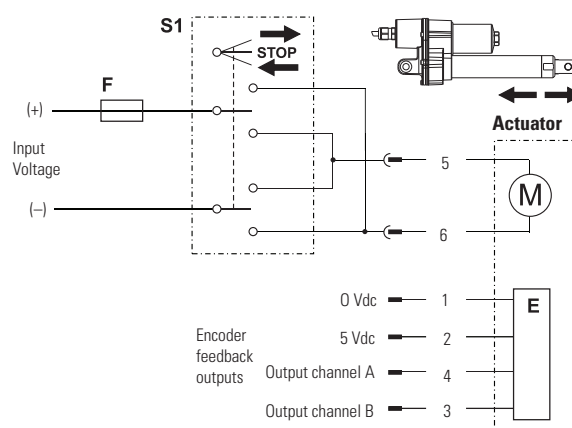 S1
STOP
F
(+)
Input
Voltage
(–)
Actuator
5
M
6
0 Vdc
1
E
5 Vdc
2
Encoder
feedback
outputs
Output channel A
4
Output channel B
3